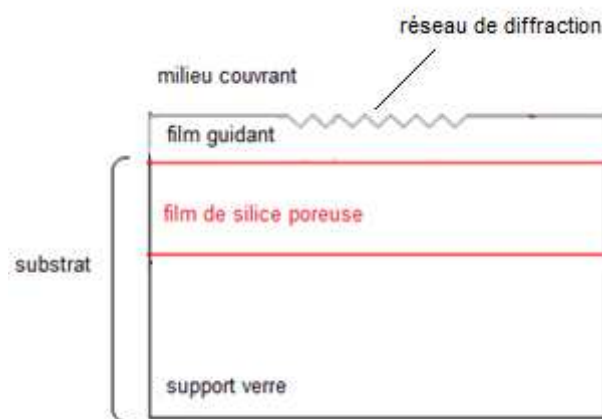 réseau de diffraction
milieu couvrant
film guidant
film de silice poreuse
substrat
support verre